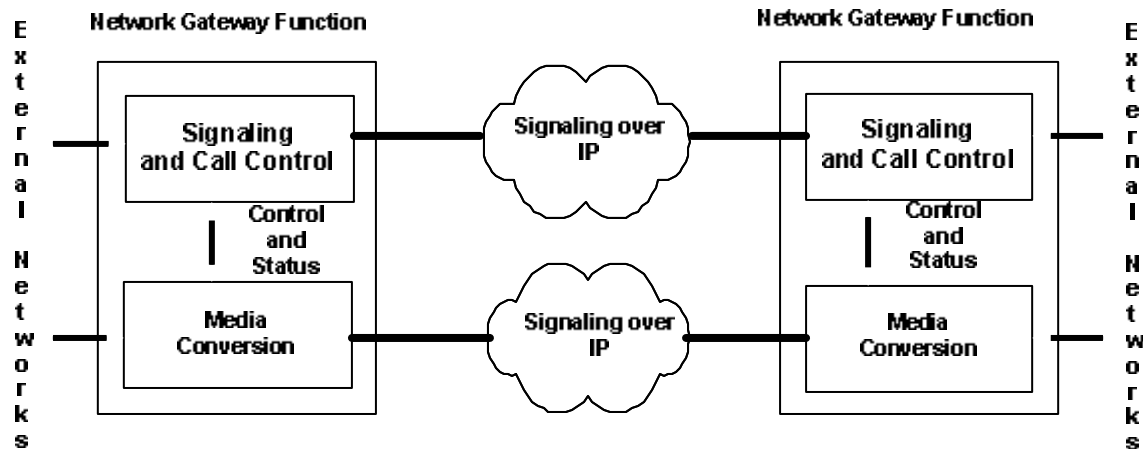 Network Gateway Function
Network Gateway Function
External Networks
Signaling
and Call Control
Signaling over
IP
Signaling
and Call Control
External Networks
Control
and
Status
Control
and
Status
Media
Conversion
Signaling over
IP
Media
Conversion